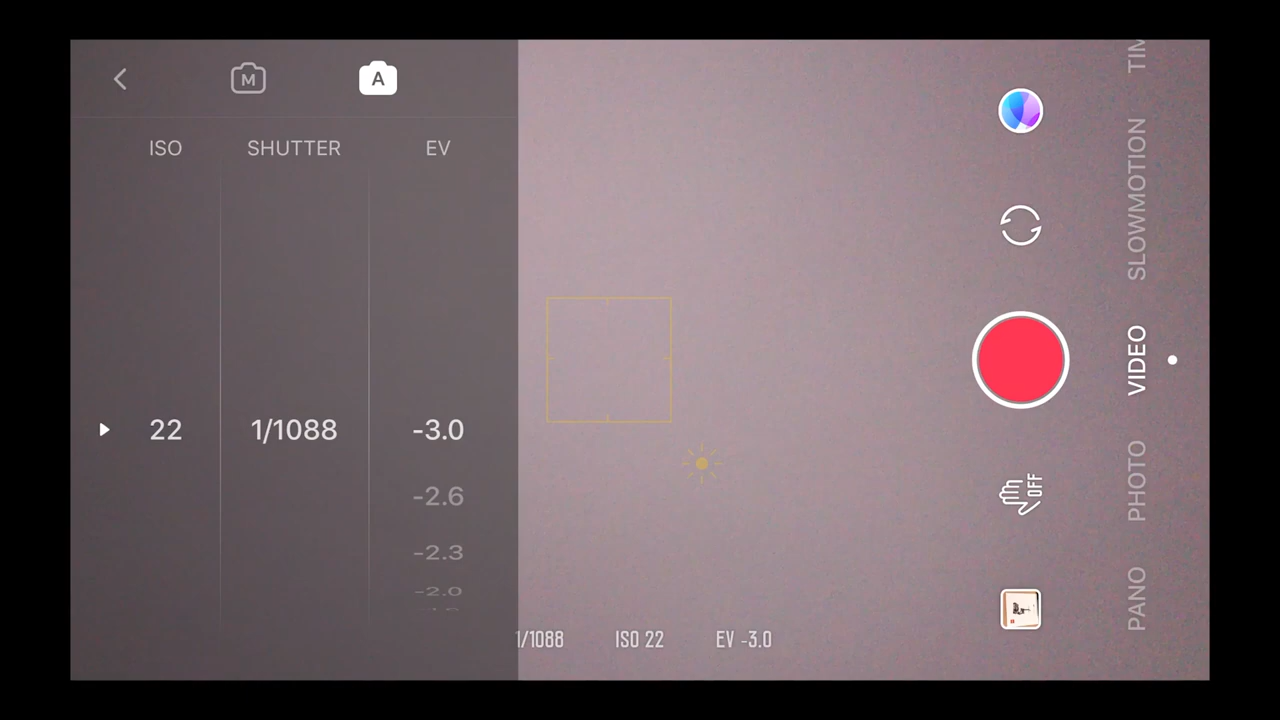 M
A
ISO
SHUTTER
EV
22
1/1088
-3.0
-2.6
-2.3
-2.0
1/1088
ISO 22
EV -3.0
OFF
TIM
SLOWMOTION
VIDEO
PHOTO
PANO